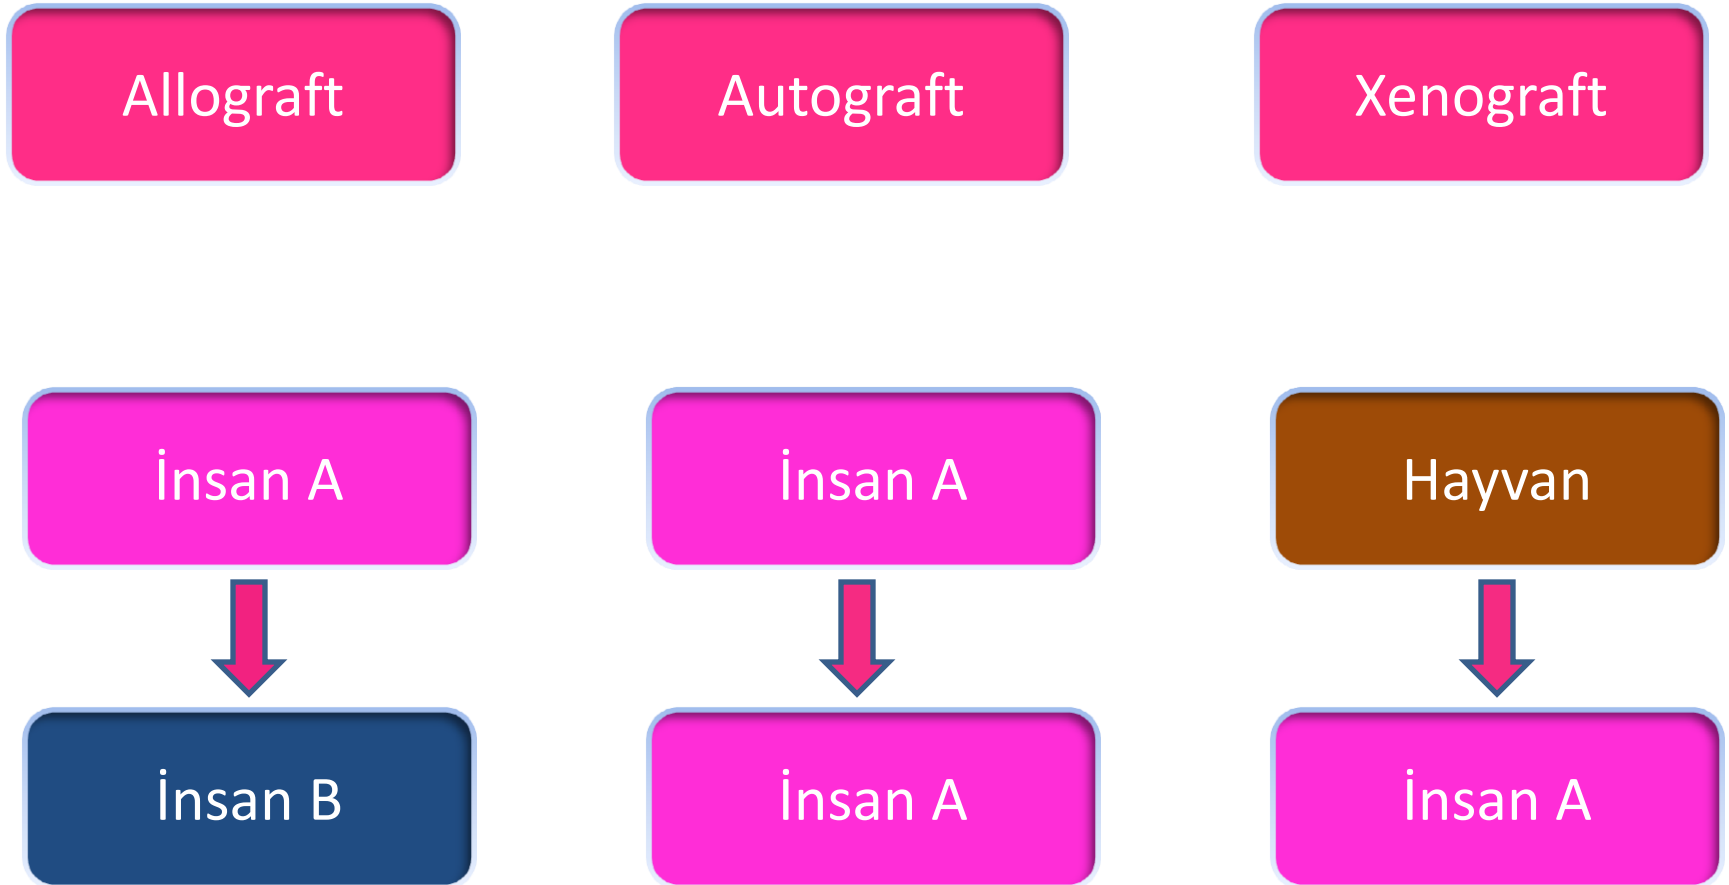 Allograft
Autograft
Xenograft
İnsan A
İnsan A
Hayvan
İnsan B
İnsan A
İnsan A